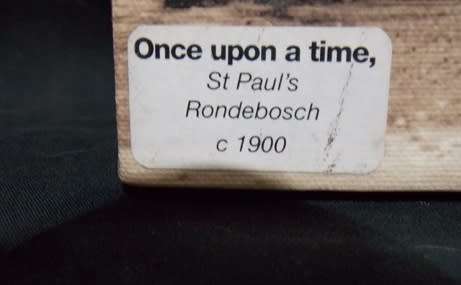 Once upon a time,
St Paul's
Rondebosch
c 1900